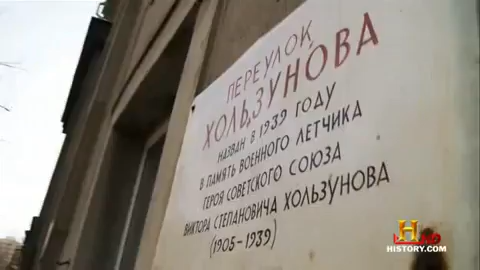 ПЕРЕУЛОК
ХОЛЬЗУНОВА
НАЗВАН В 1939 ГОДУ
В ПАМЯТЬ ВОЕННОГО ЛЕТЧИКА
ГЕРОЯ СОВЕТСКОГО СОЮЗА
ВИКТОРА СТЕПАНОВИЧА ХОЛЬЗУНОВА
(1905-1939)
H
HISTORY.COM